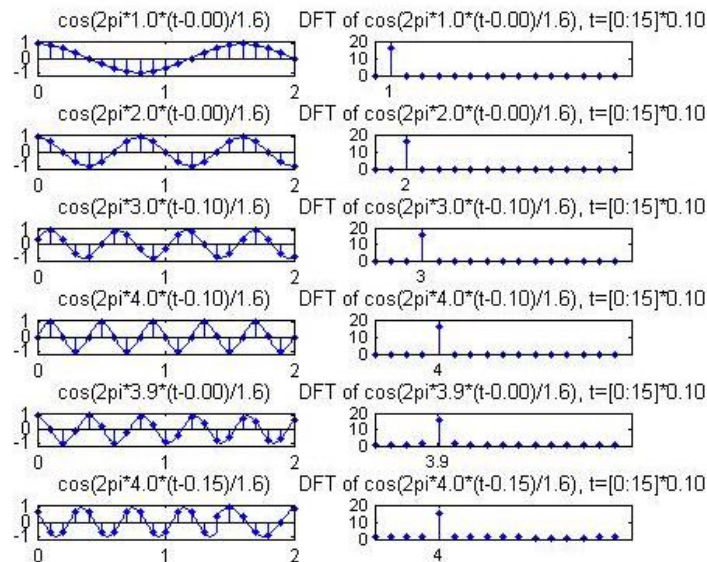 cos(2pi*1.0*(t-0.00)/1.6) DFT of cos(2pi*1.0*(t-0.00)/1.6), t=[0:15]*0.10
1 20
0 10
-1 0
0 1 2 1
cos(2pi*2.0*(t-0.00)/1.6) DFT of cos(2pi*2.0*(t-0.00)/1.6), t=[0:15]*0.10
1 20
0 10
-1 0
0 1 2 2
cos(2pi*3.0*(t-0.10)/1.6) DFT of cos(2pi*3.0*(t-0.10)/1.6), t=[0:15]*0.10
1 20
0 10
-1 0
0 1 2 3
cos(2pi*4.0*(t-0.10)/1.6) DFT of cos(2pi*4.0*(t-0.10)/1.6), t=[0:15]*0.10
1 20
0 10
-1 0
0 1 2 4
cos(2pi*3.9*(t-0.00)/1.6) DFT of cos(2pi*3.9*(t-0.00)/1.6), t=[0:15]*0.10
1 20
0 10
-1 0
0 1 2 3.9
cos(2pi*4.0*(t-0.15)/1.6) DFT of cos(2pi*4.0*(t-0.15)/1.6), t=[0:15]*0.10
1 20
0 10
-1 0
0 1 2 4